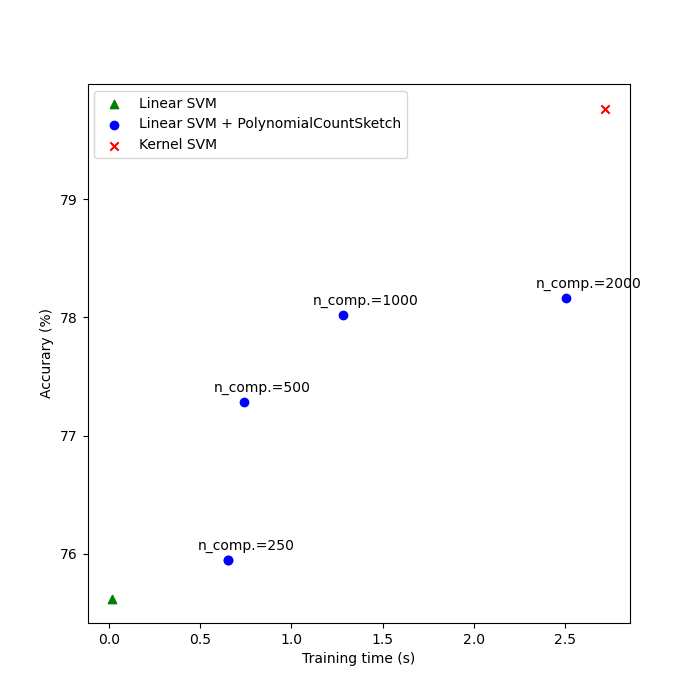 Linear SVM
Linear SVM + PolynomialCountSketch
Kernel SVM
79
n_comp.=2000
n_comp.=1000
78
Accurary (%)
n_comp.=500
77
n_comp.=250
76
0.0 0.5 1.0 1.5 2.0 2.5
Training time (s)